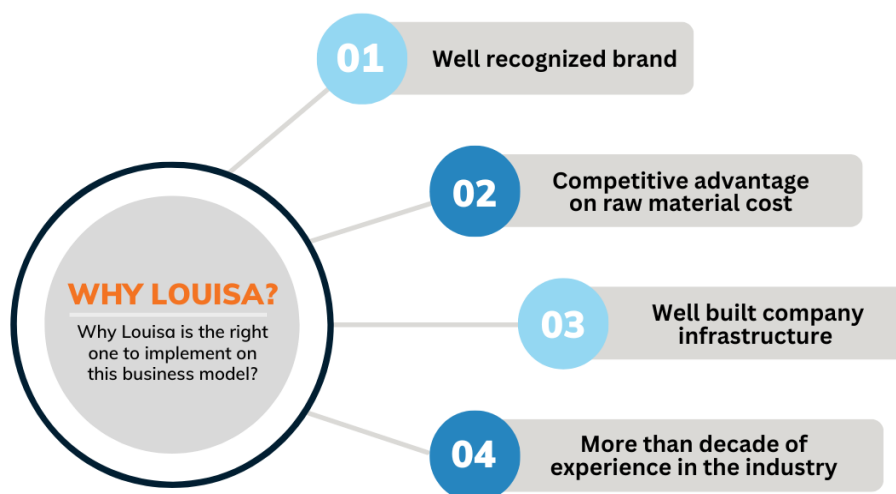 01
Well recognized brand
02
Competitive advantage
on raw material cost
WHY LOUISA?
Why Louisa is the right
one to implement on
this business model?
03
Well built company
infrastructure
04
More than decade of
experience in the industry